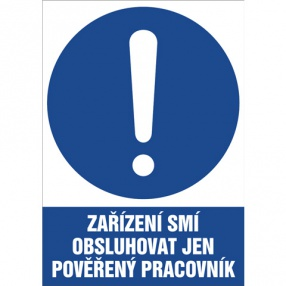 ZAŘÍZENÍ SMÍ
OBSLUHOVAT JEN
POVĚŘENÝ PRACOVNÍK